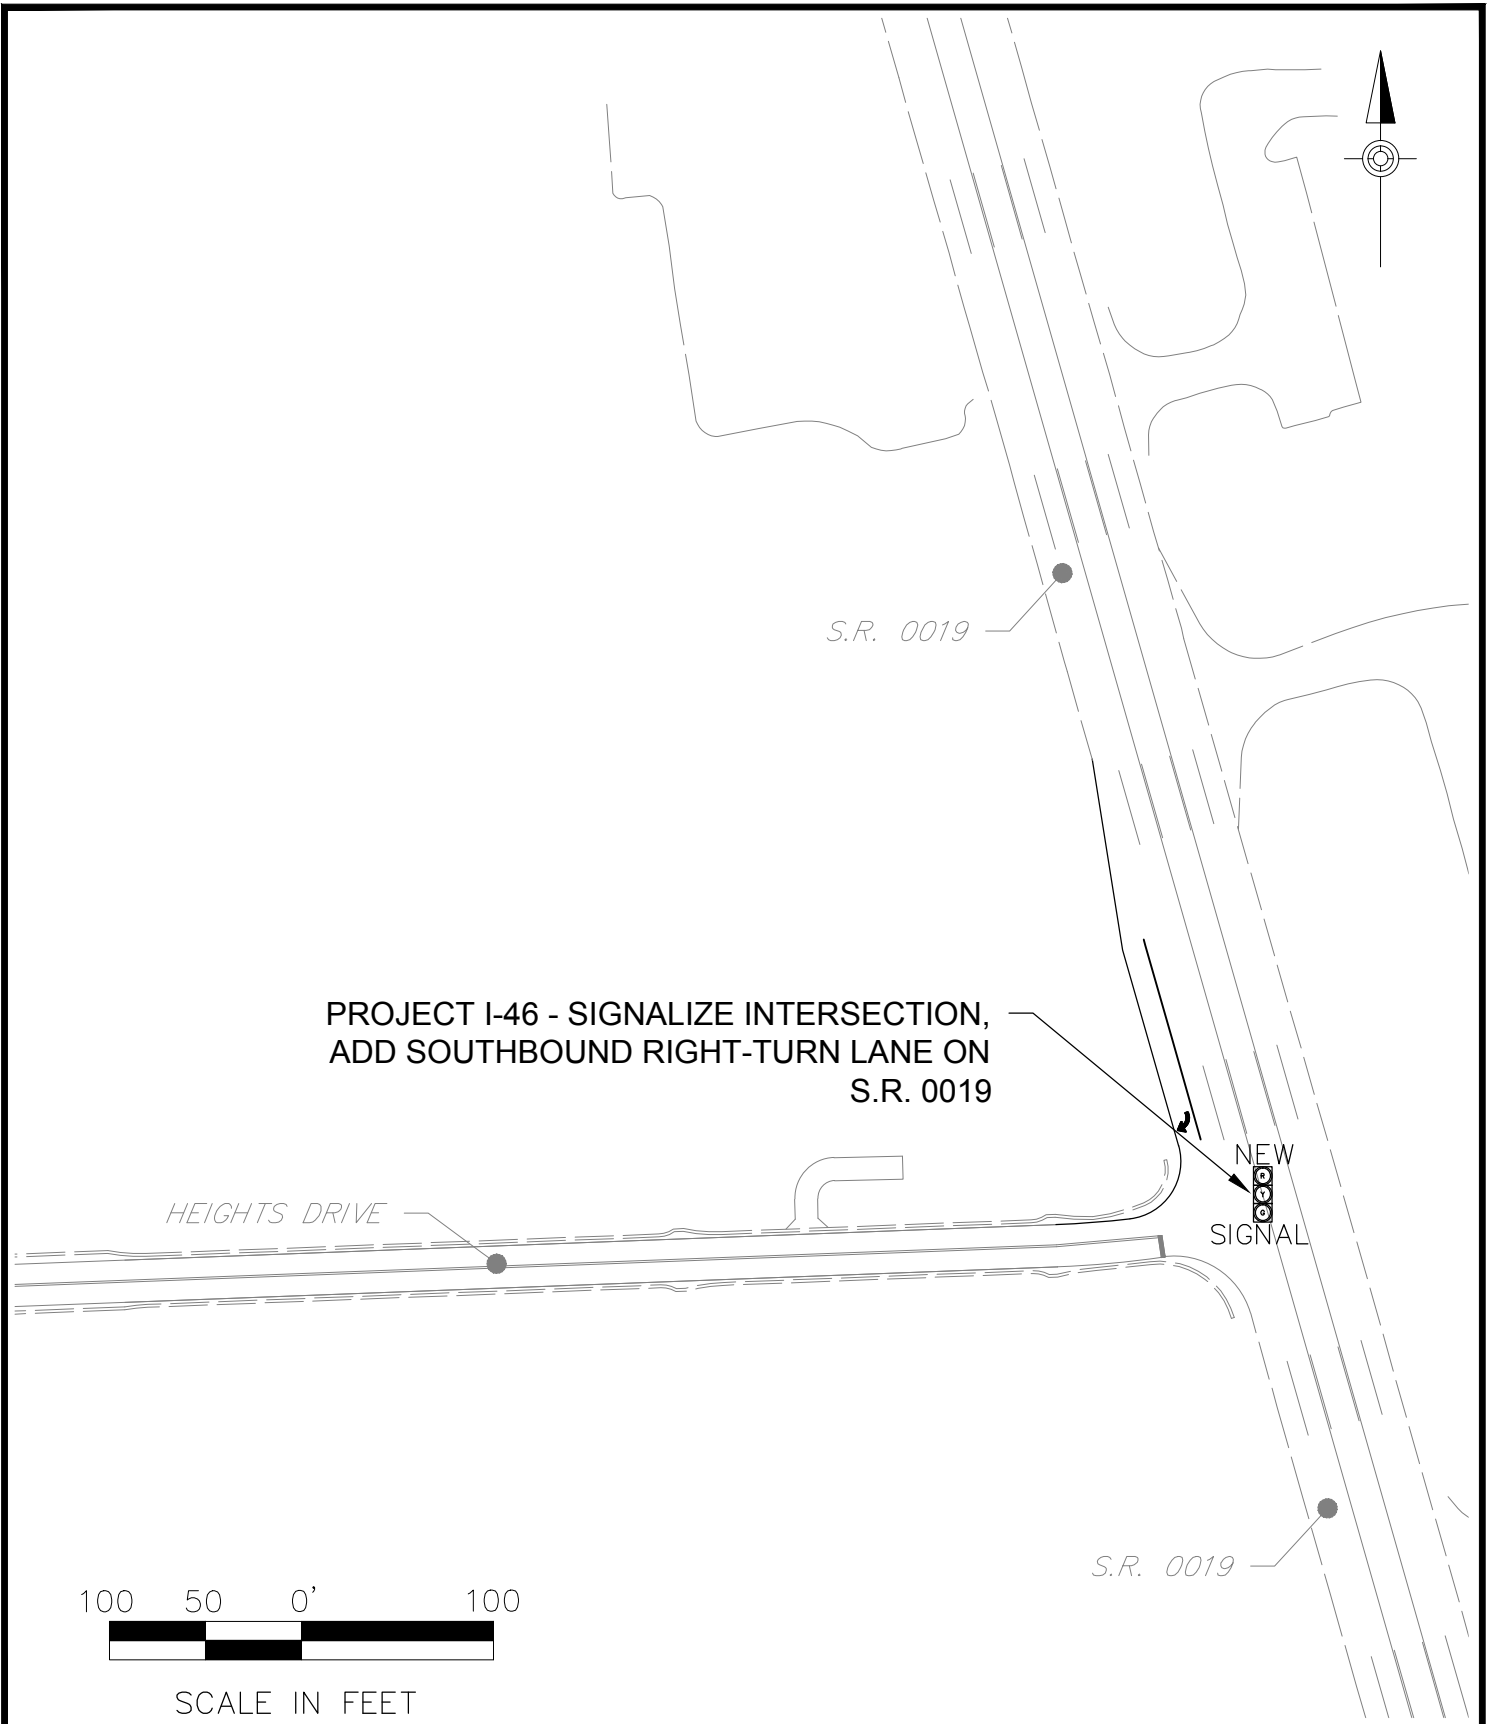 S.R. 0019
PROJECT I-46 - SIGNALIZE INTERSECTION,
ADD SOUTHBOUND RIGHT-TURN LANE ON
S.R. 0019
NEW
R
Y
G
SIGNAL
HEIGHTS DRIVE
S.R. 0019
100 50 0' 100
SCALE IN FEET